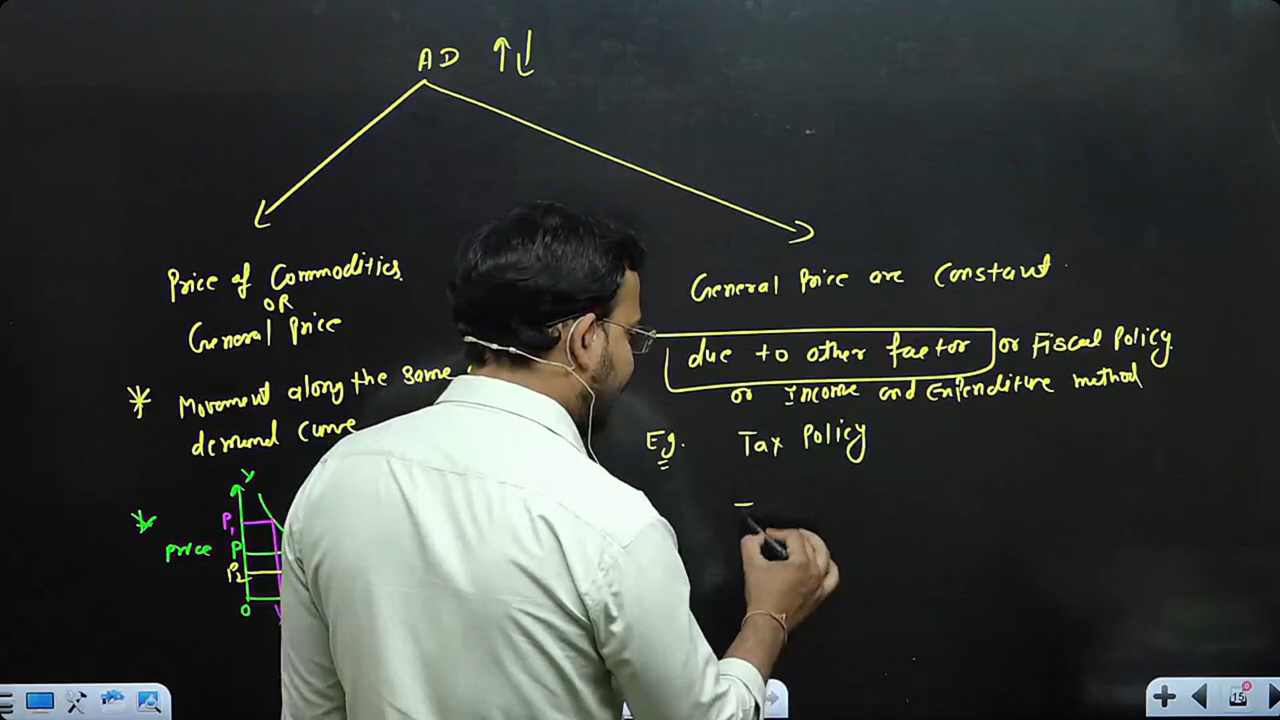 AD ↑↓
Price of Commodities
OR
General Price
* Movement along the same
demand curve
* Price
Y
P1
P
P2
O
General Price are Constant
due to other factor or Fiscal Policy
or Income and Expenditure method
Eg. Tax Policy
15